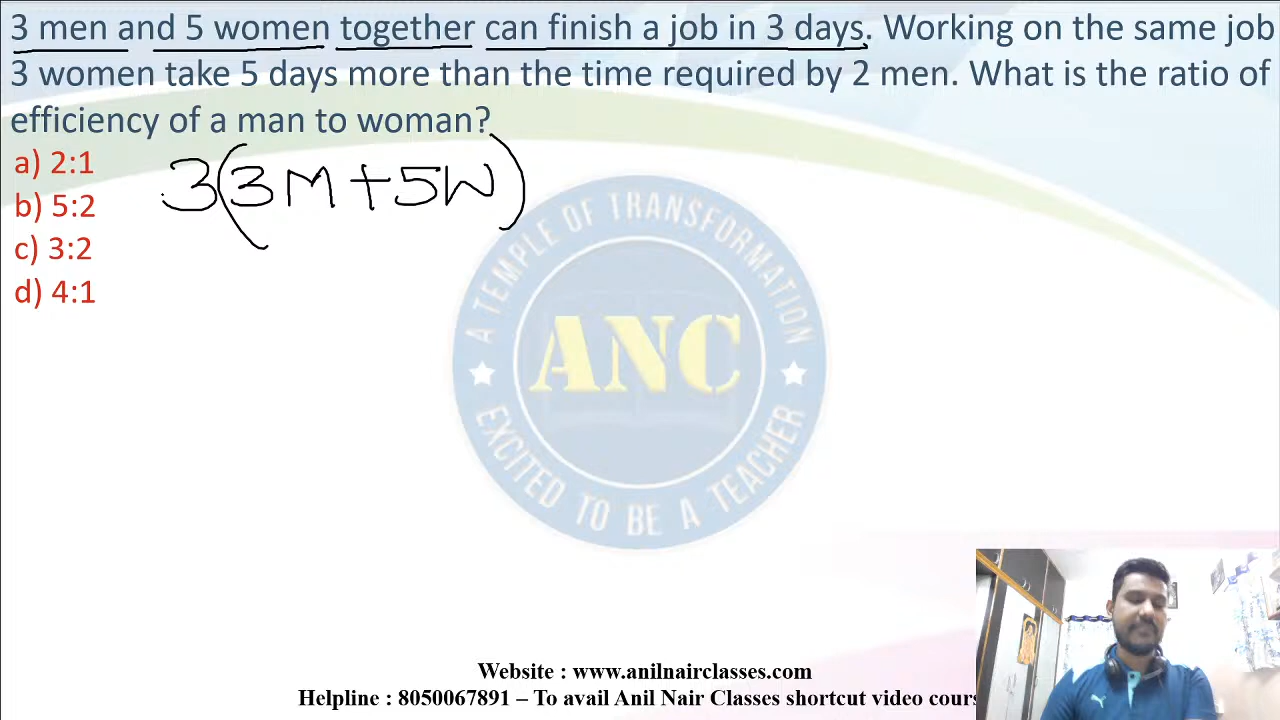 3 men and 5 women together can finish a job in 3 days. Working on the same job
3 women take 5 days more than the time required by 2 men. What is the ratio of
efficiency of a man to woman?
a) 2:1
b) 5:2
c) 3:2
d) 4:1
3(3M+5W)
A TEMPLE OF TRANSFORMATION
ANC
EXCITED TO BE A TEACHER
Website : www.anilnairclasses.com
Helpline : 8050067891 – To avail Anil Nair Classes shortcut video cours